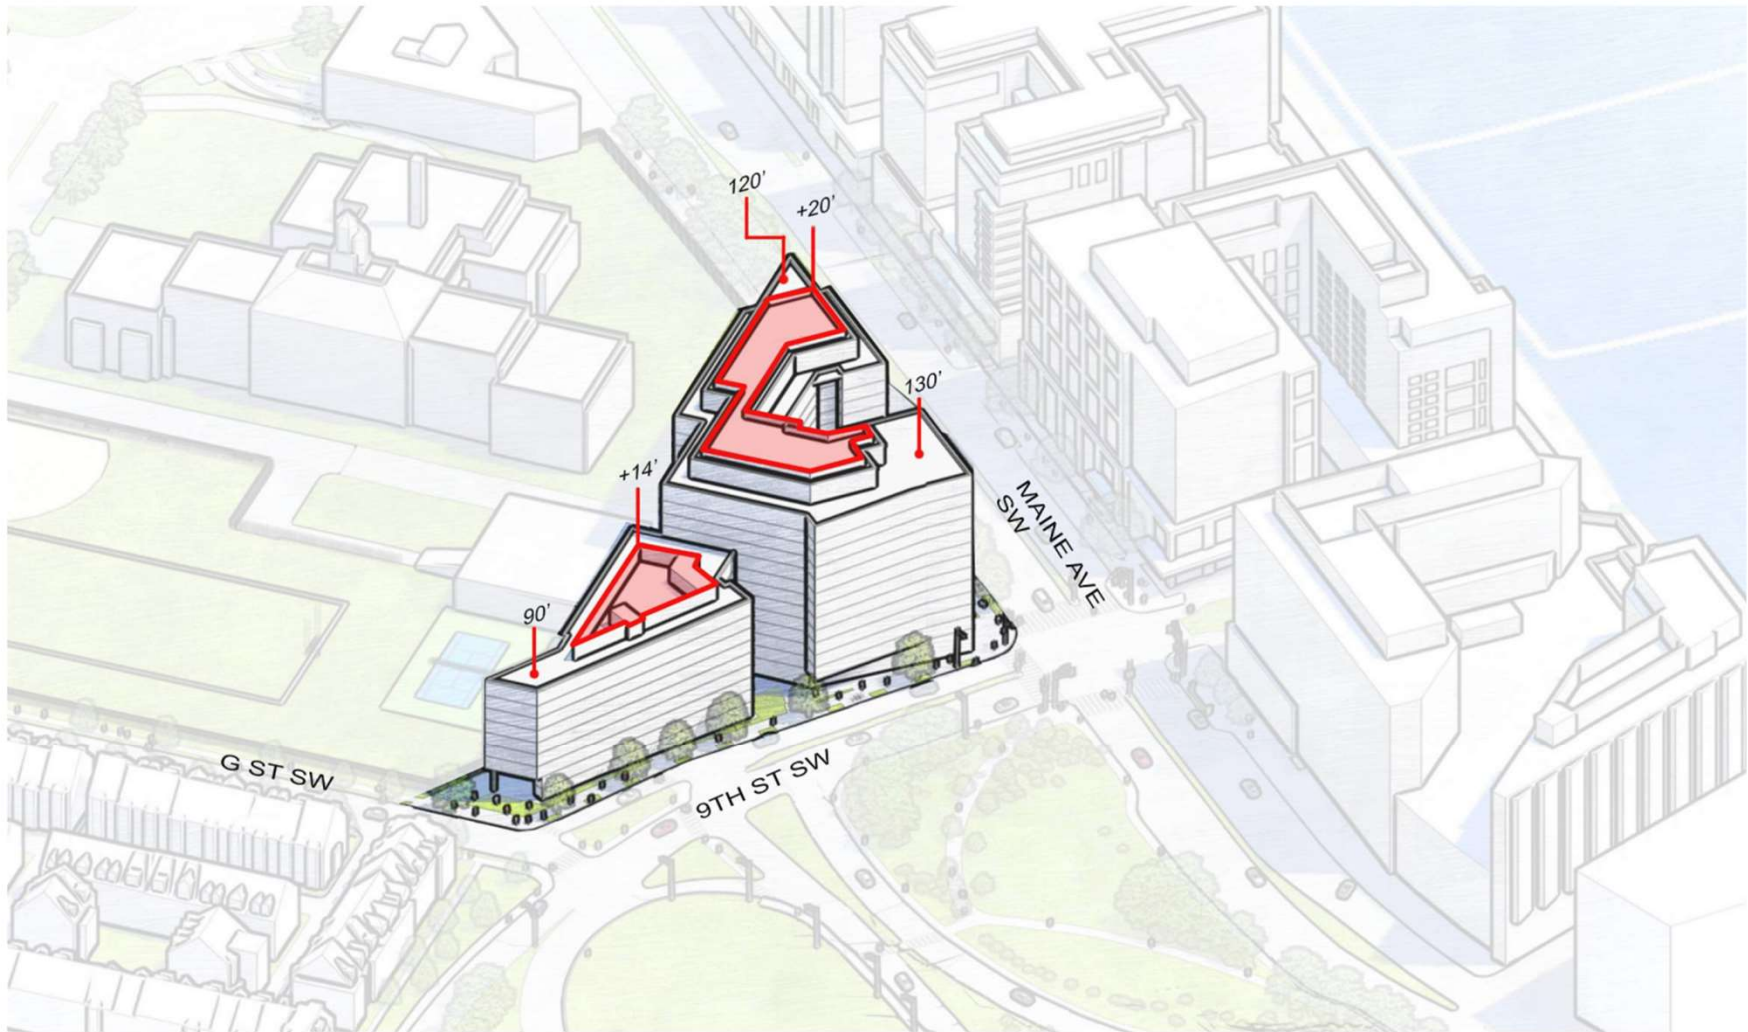 120'
+20'
130'
+14'
90'
MAINE AVE
SW
G ST SW
9TH ST SW